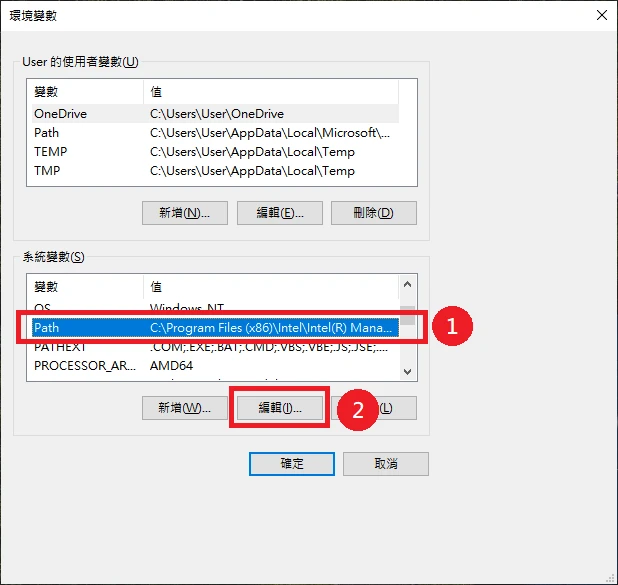 環境變數
User 的使用者變數(U)
變數 值
OneDrive C:\Users\User\OneDrive
Path C:\Users\User\AppData\Local\Microsoft\...
TEMP C:\Users\User\AppData\Local\Temp
TMP C:\Users\User\AppData\Local\Temp
新增(N)... 編輯(E)... 刪除(D)
系統變數(S)
變數 值
OS Windows_NT
Path C:\Program Files (x86)\Intel\Intel(R) Mana...
1
PATHEXT .COM;.EXE;.BAT;.CMD;.VBS;.VBE;.JS;.JSE;....
PROCESSOR_AR... AMD64
新增(W)... 編輯(I)... 2 (L)
確定 取消